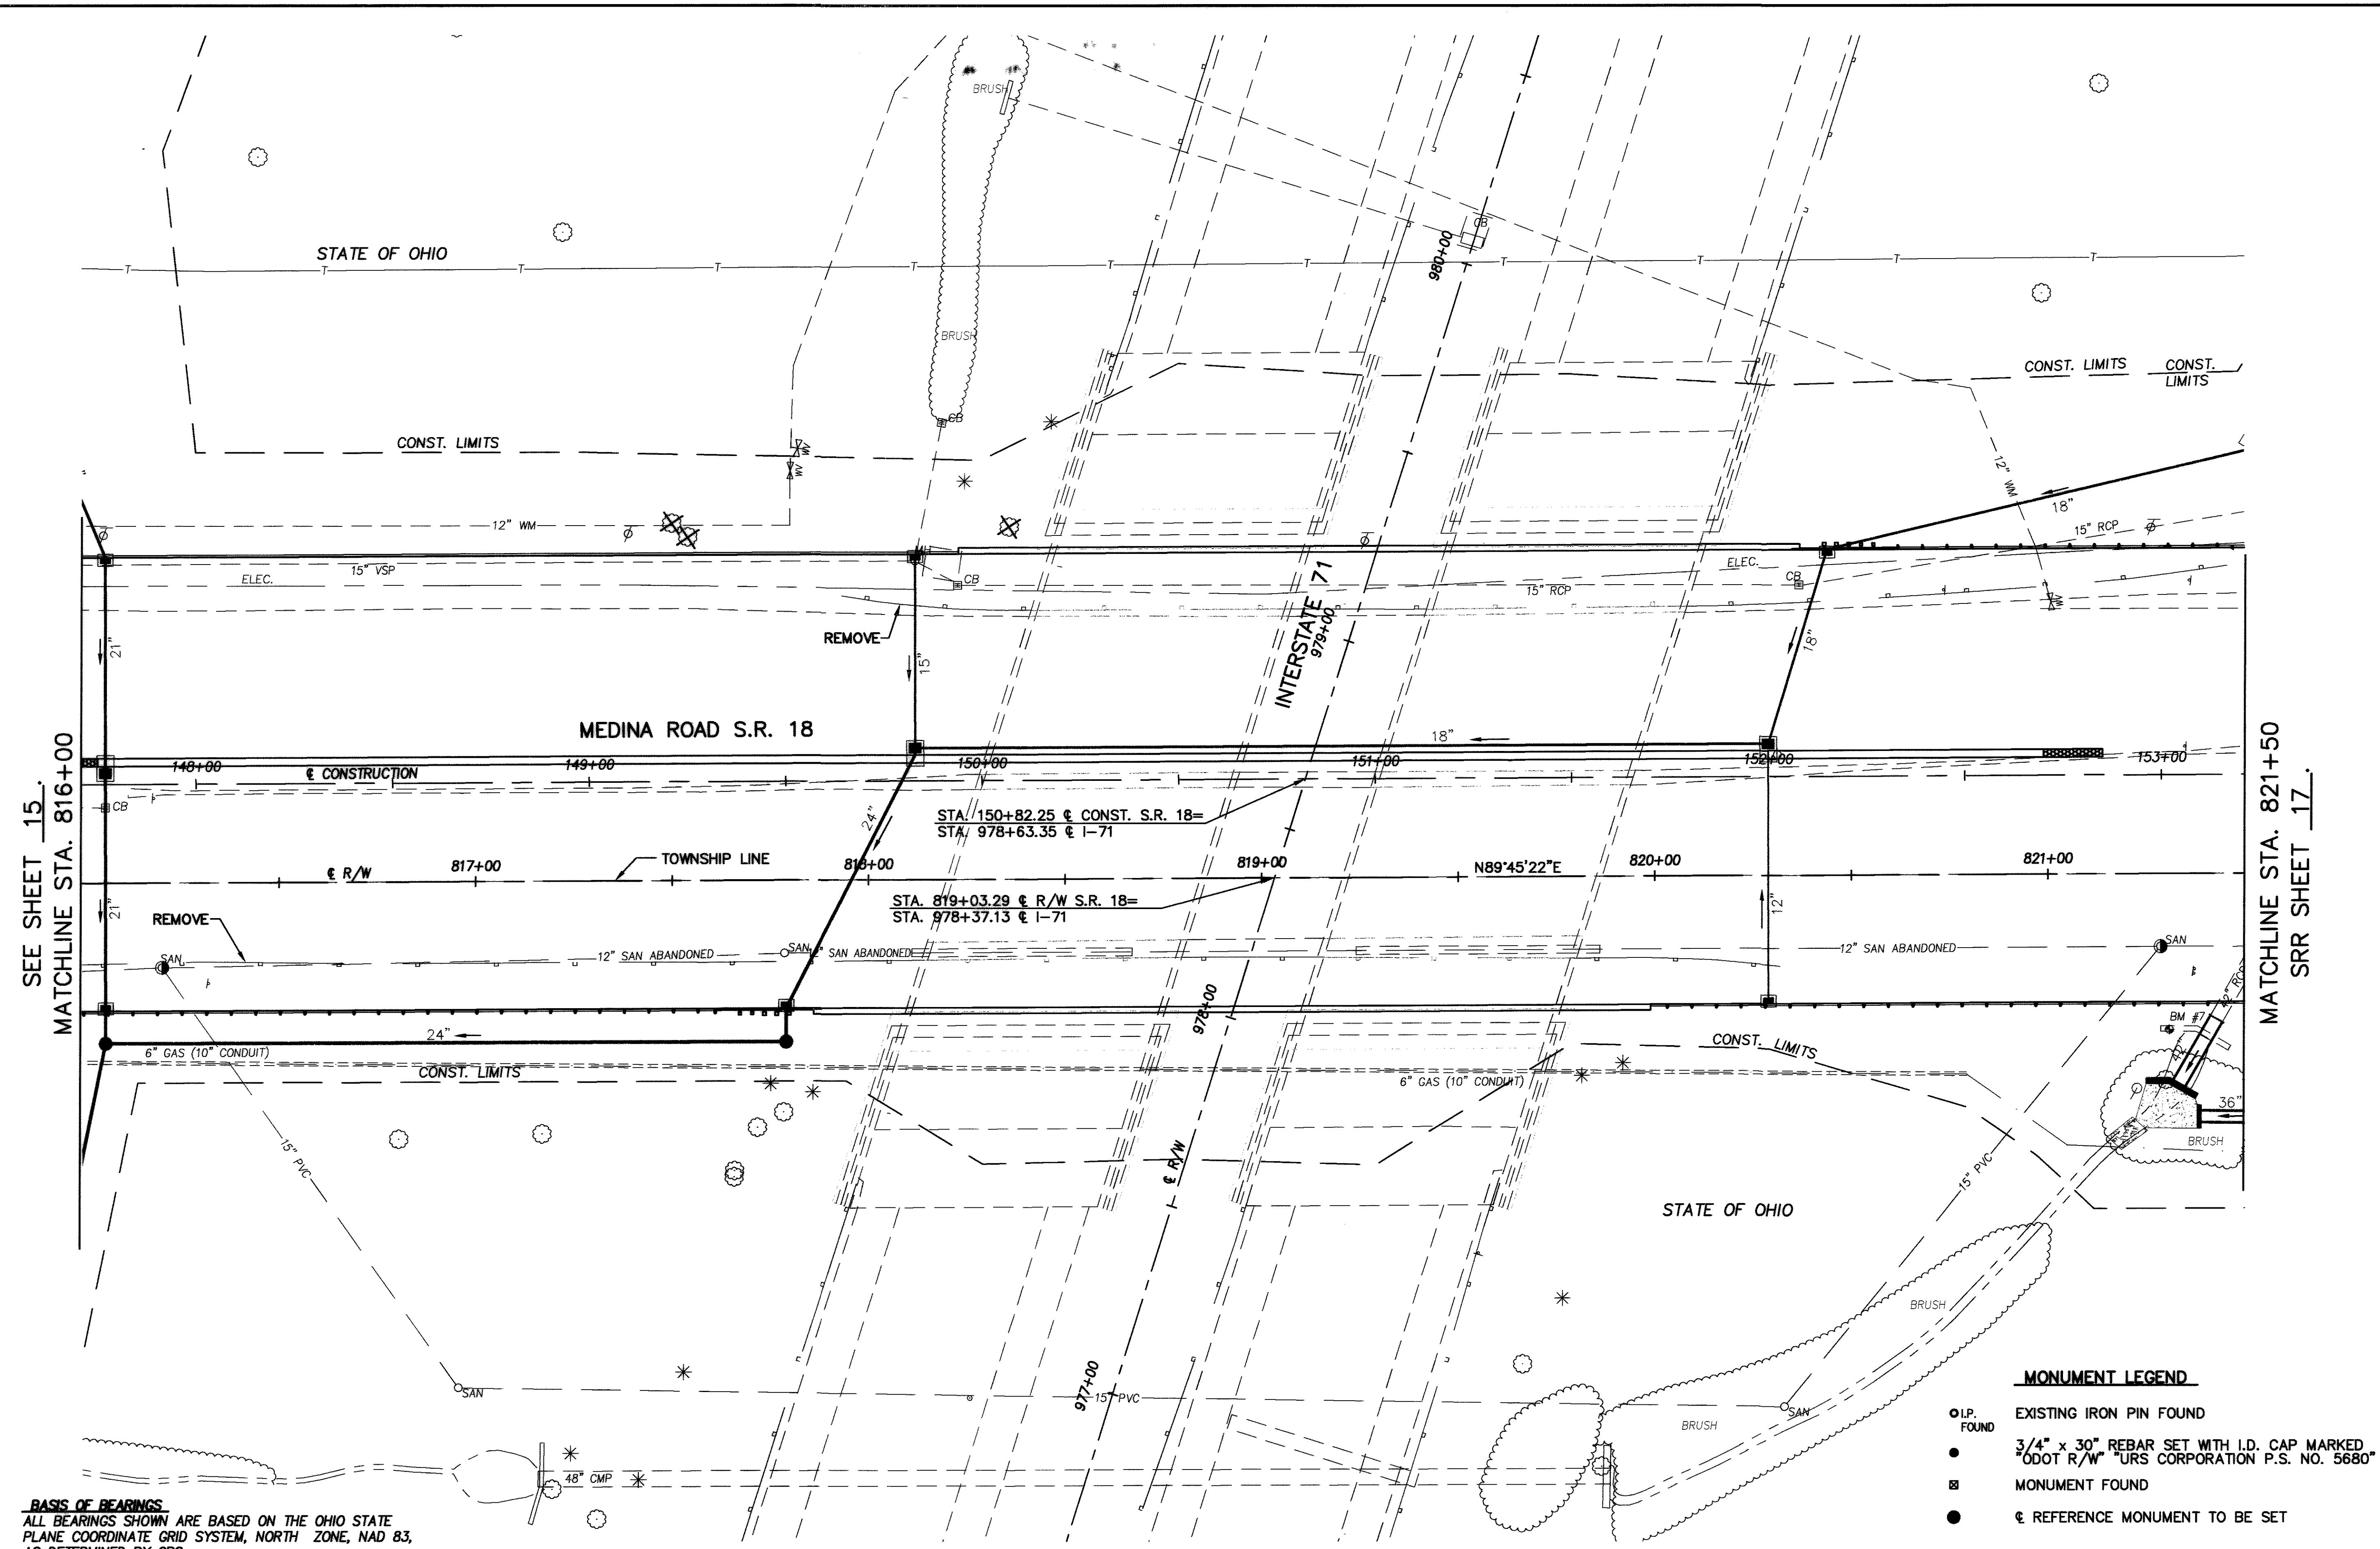 BRUSH
STATE OF OHIO
T T T T T T T T T T T
CB
980+00
BRUSH
CONST. LIMITS
CONST.
LIMITS
CONST. LIMITS
CB
WV
WV
12" WM
12" WM
18"
15" RCP
15" VSP
ELEC.
CB
ELEC.
CB
15" RCP
WV
REMOVE
21"
15"
18"
INTERSTATE 71
979+00
MEDINA ROAD S.R. 18
18"
148+00
℄ CONSTRUCTION
149+00
150+00
151+00
152+00
153+00
CB
24"
STA. 150+82.25 ℄ CONST. S.R. 18=
STA. 978+63.35 ℄ I-71
SEE SHEET 15.
MATCHLINE STA. 816+00
MATCHLINE STA. 821+50
SRR SHEET 17.
℄ R/W
817+00
TOWNSHIP LINE
818+00
819+00
N89°45'22"E
820+00
821+00
STA. 819+03.29 ℄ R/W S.R. 18=
STA. 978+37.13 ℄ I-71
21"
12"
REMOVE
SAN
12" SAN ABANDONED
SAN
SAN ABANDONED
12" SAN ABANDONED
SAN
978+00
42" RCP
BM #7
42"
24"
6" GAS (10" CONDUIT)
CONST. LIMITS
CONST. LIMITS
6" GAS (10" CONDUIT)
36"
BRUSH
15" PVC
℄ R/W
15" PVC
STATE OF OHIO
BRUSH
977+00
SAN
15" PVC
SAN
BRUSH
48" CMP
MONUMENT LEGEND
I.P.
FOUND
EXISTING IRON PIN FOUND
3/4" x 30" REBAR SET WITH I.D. CAP MARKED
"ODOT R/W" "URS CORPORATION P.S. NO. 5680"
MONUMENT FOUND
℄ REFERENCE MONUMENT TO BE SET
BASIS OF BEARINGS
ALL BEARINGS SHOWN ARE BASED ON THE OHIO STATE
PLANE COORDINATE GRID SYSTEM, NORTH ZONE, NAD 83,